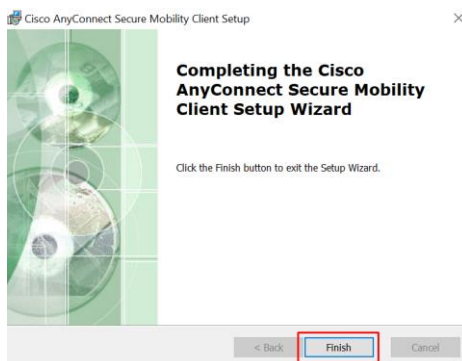 Cisco AnyConnect Secure Mobility Client Setup
Completing the Cisco
AnyConnect Secure Mobility
Client Setup Wizard
Click the Finish button to exit the Setup Wizard.
< Back
Finish
Cancel